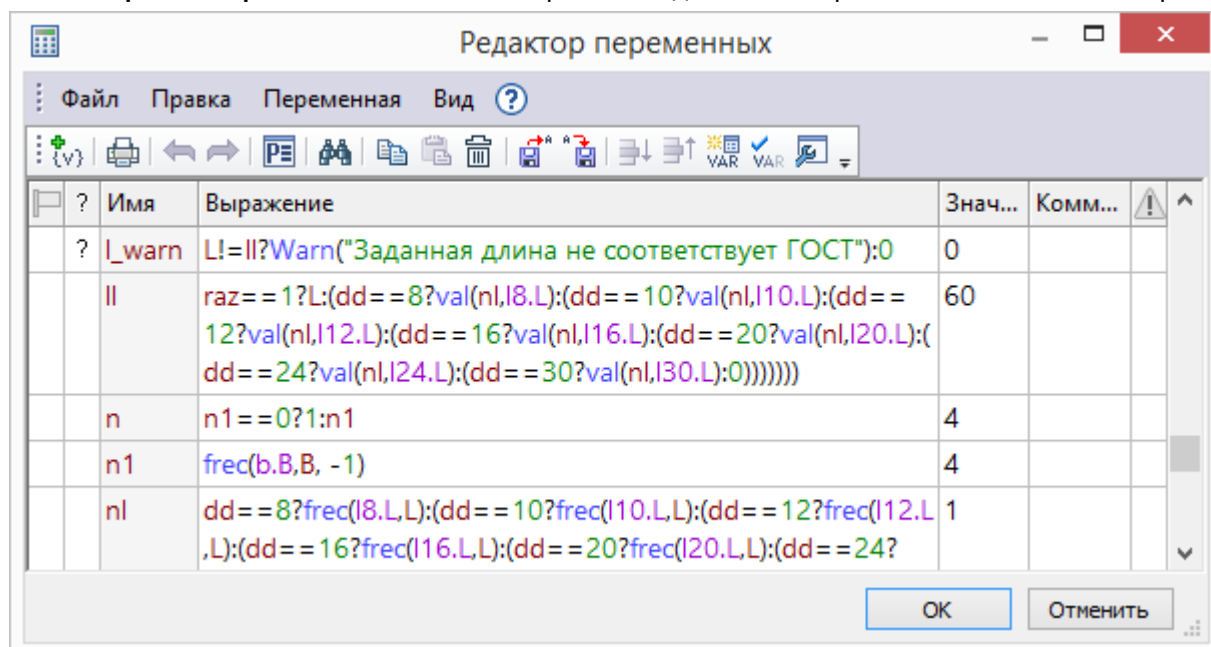 Редактор переменных
Файл Правка Переменная Вид ?
{v} PΞ VAR VAR
? Имя Выражение Знач... Комм...
? l_warn L!=ll?Warn("Заданная длина не соответствует ГОСТ"):0 0
ll raz==1?L:(dd==8?val(nl,l8.L):(dd==10?val(nl,l10.L):(dd== 60
12?val(nl,l12.L):(dd==16?val(nl,l16.L):(dd==20?val(nl,l20.L):(
dd==24?val(nl,l24.L):(dd==30?val(nl,l30.L):0)))))))
n n1==0?1:n1 4
n1 frec(b.B,B, -1) 4
nl dd==8?frec(l8.L,L):(dd==10?frec(l10.L,L):(dd==12?frec(l12.L 1
,L):(dd==16?frec(l16.L,L):(dd==20?frec(l20.L,L):(dd==24?
ОК Отменить